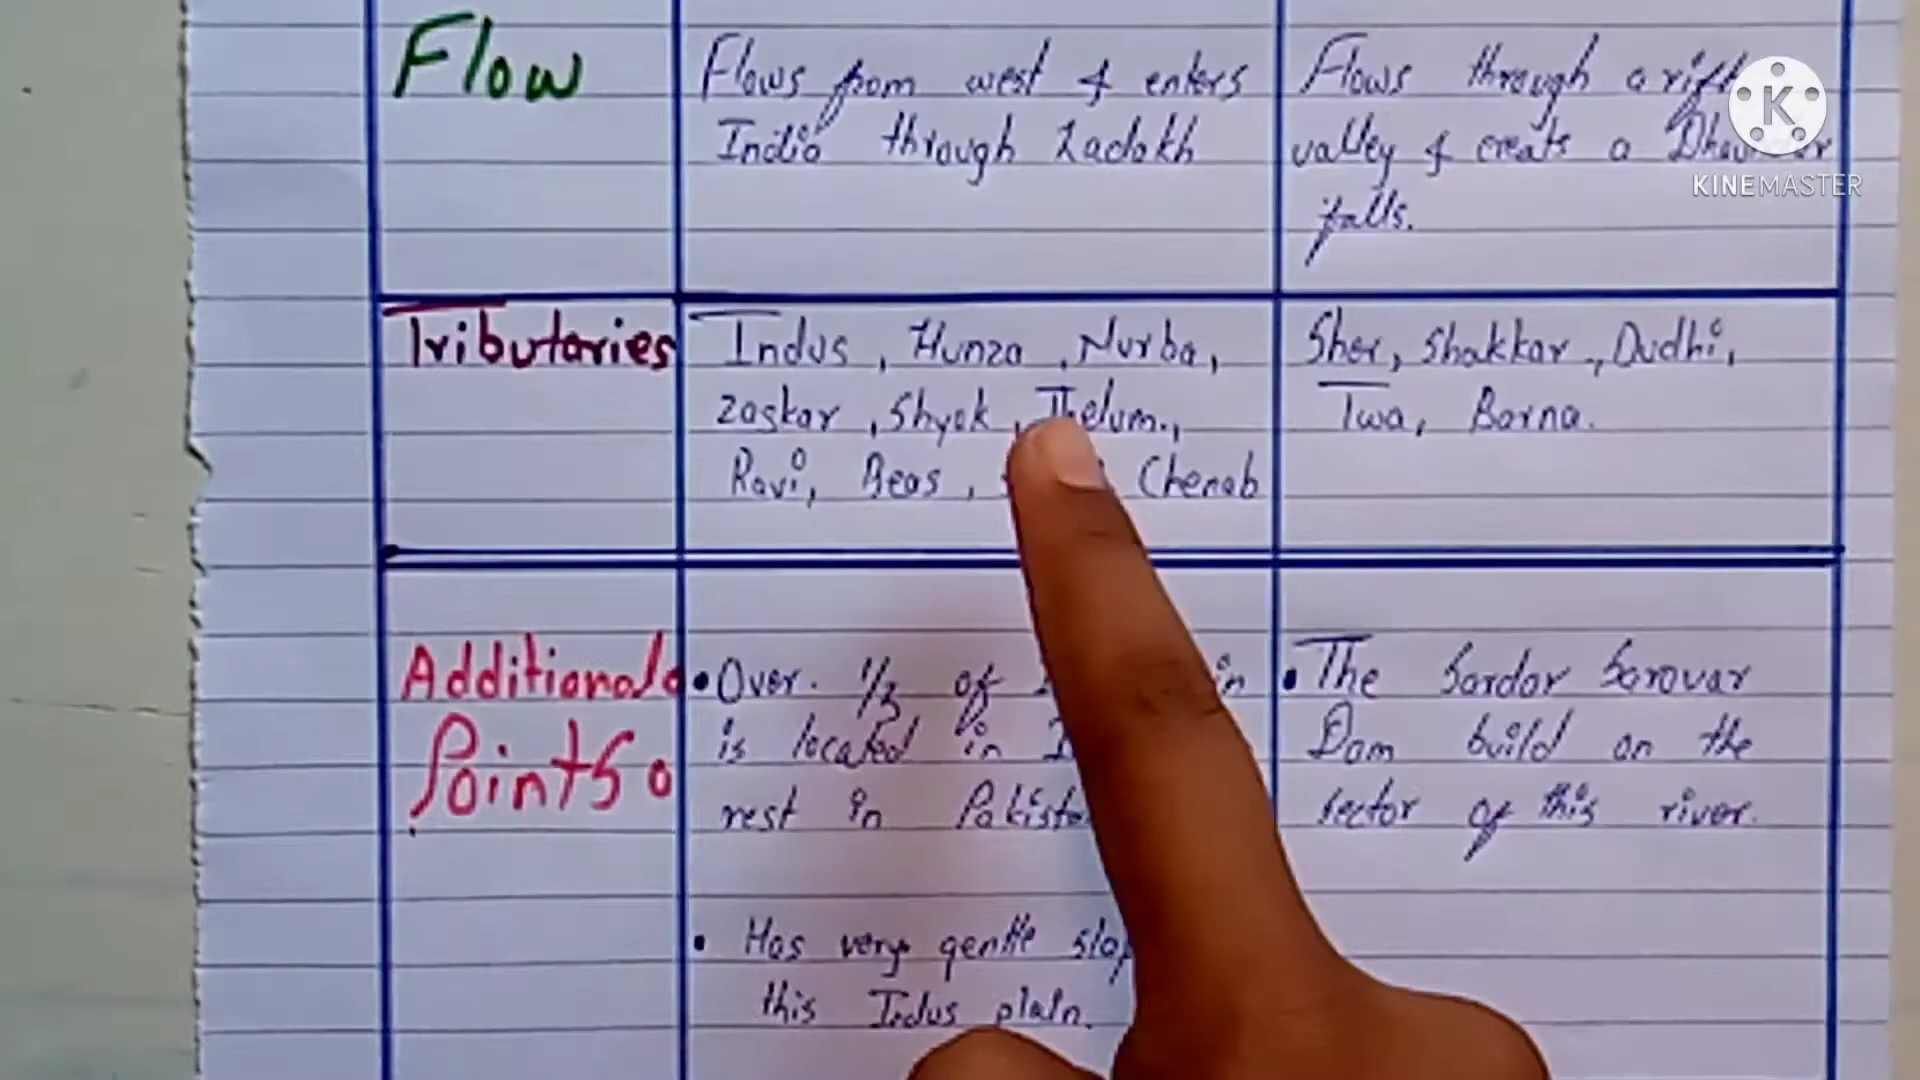 Flow
Flows from west & enters
India through Ladakh
Flows through a rift
valley & create a
falls.
Tributaries
Indus, Hunza, Nurba,
Zaskar, Shyok, Jhelum.,
Ravi, Beas, Chenab
Sher, Shakkar, Dudhi,
Twa, Barna.
Additional
Points
• Over. 1/3 of in
is located in
rest in
• Has very gentle
this Indus plain.
• The Sardar Sarovar
Dam build on the
sector of this river.
K
KINEMASTER